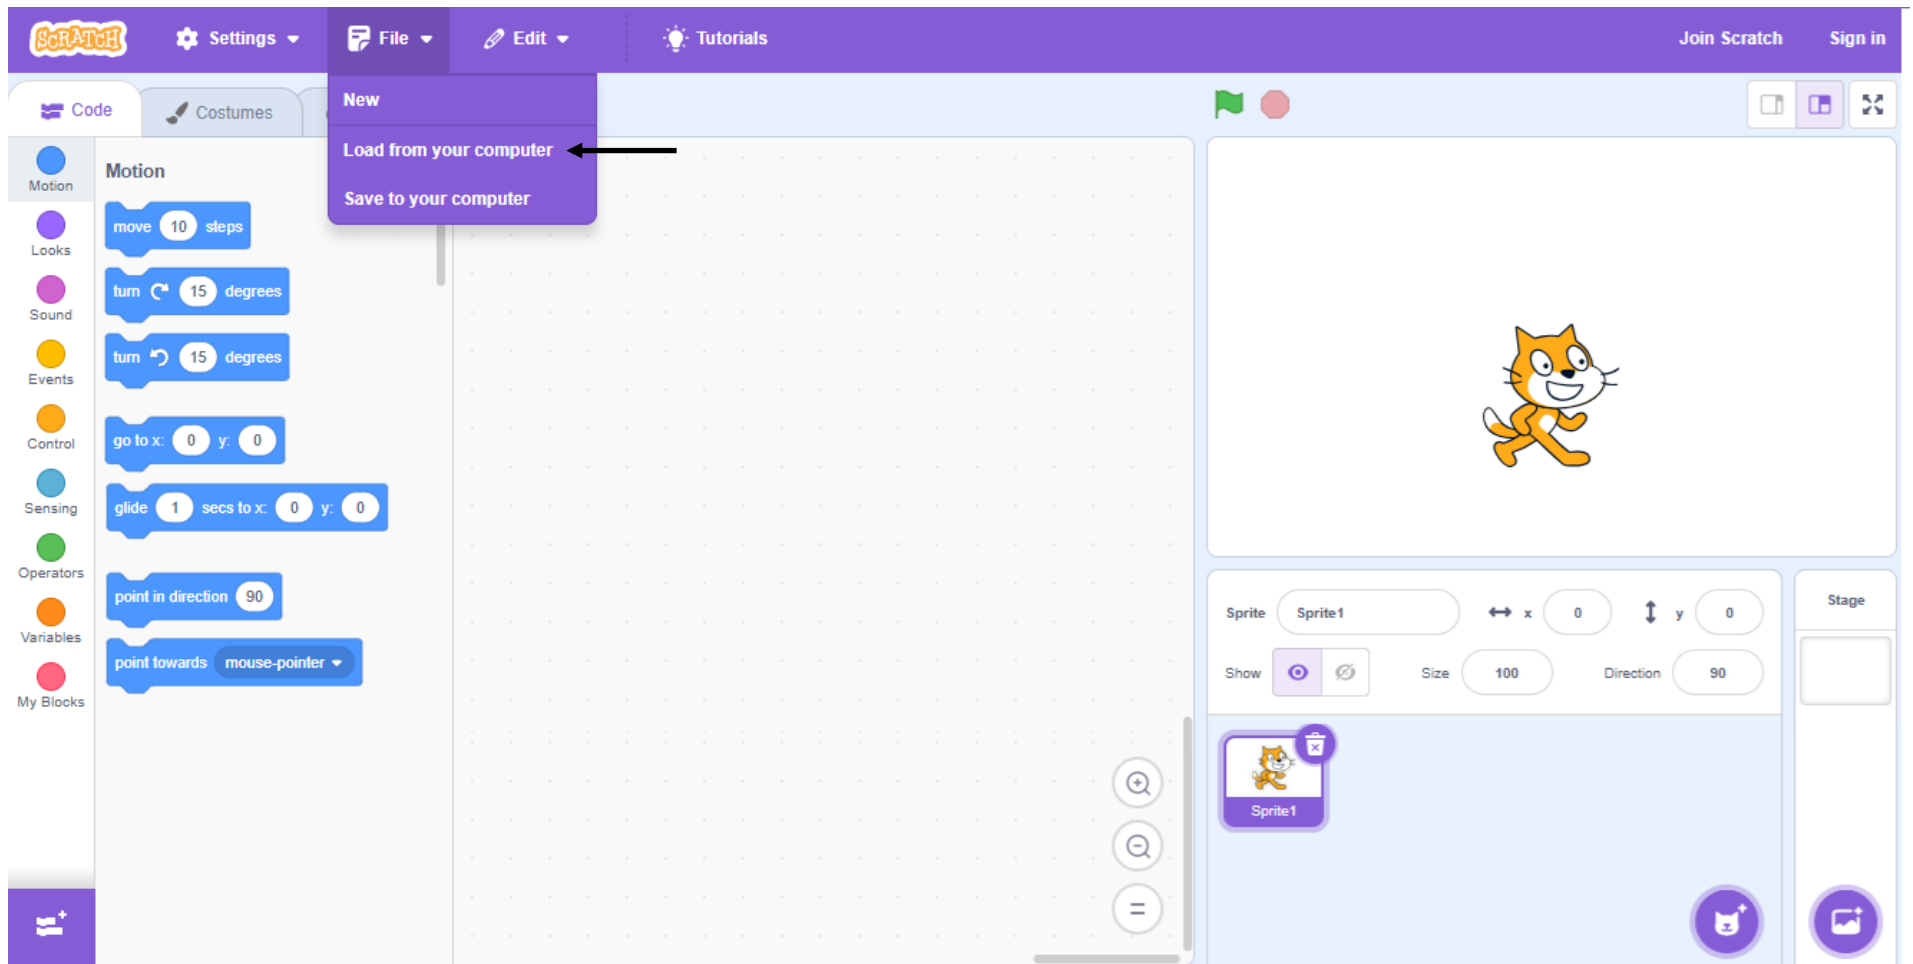 SCRATCH Settings File Edit Tutorials Join Scratch Sign in
Code Costumes
New
Load from your computer
Save to your computer
Motion
Looks
Sound
Events
Control
Sensing
Operators
Variables
My Blocks
Motion
move 10 steps
turn 15 degrees
turn 15 degrees
go to x: 0 y: 0
glide 1 secs to x: 0 y: 0
point in direction 90
point towards mouse-pointer
Sprite Sprite1 x 0 y 0
Show Size 100 Direction 90
Sprite1
Stage